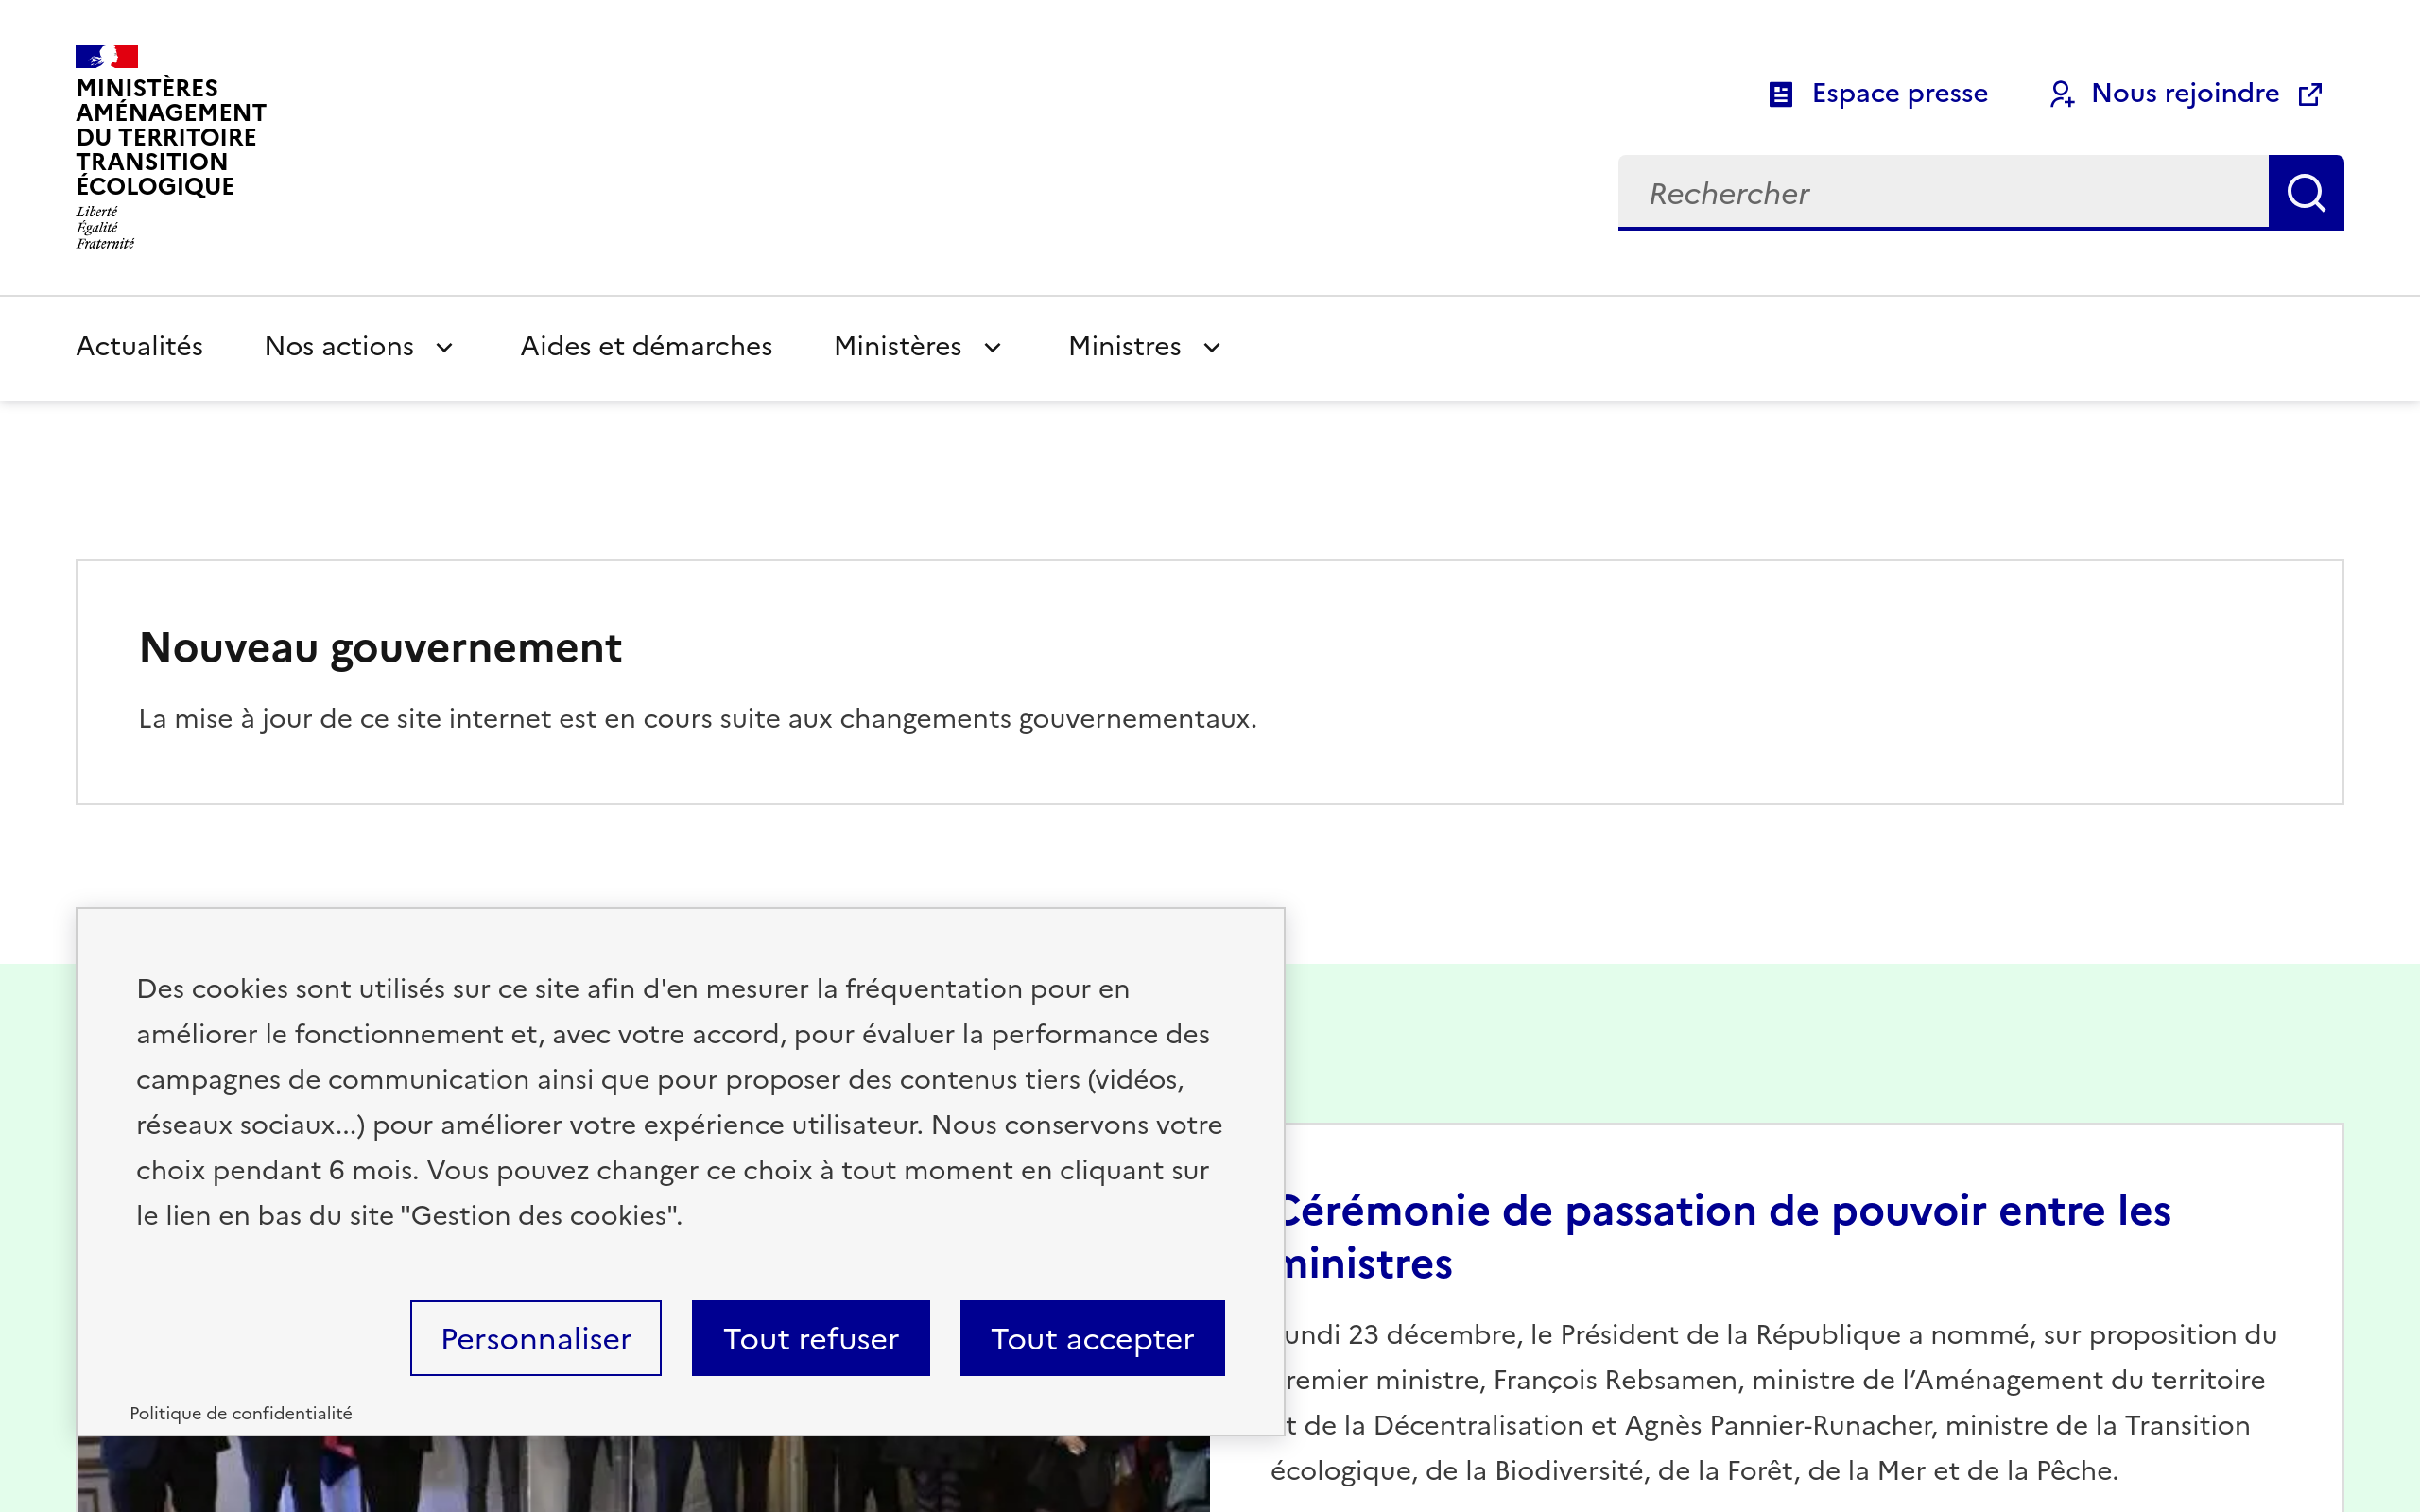 MINISTÈRES
AMÉNAGEMENT
DU TERRITOIRE
TRANSITION
ÉCOLOGIQUE
Liberté
Égalité
Fraternité
Espace presse
Nous rejoindre
Rechercher
Actualités
Nos actions
Aides et démarches
Ministères
Ministres
Nouveau gouvernement
La mise à jour de ce site internet est en cours suite aux changements gouvernementaux.
Des cookies sont utilisés sur ce site afin d'en mesurer la fréquentation pour en
améliorer le fonctionnement et, avec votre accord, pour évaluer la performance des
campagnes de communication ainsi que pour proposer des contenus tiers (vidéos,
réseaux sociaux...) pour améliorer votre expérience utilisateur. Nous conservons votre
choix pendant 6 mois. Vous pouvez changer ce choix à tout moment en cliquant sur
le lien en bas du site "Gestion des cookies".
Personnaliser
Tout refuser
Tout accepter
Politique de confidentialité
Cérémonie de passation de pouvoir entre les
ministres
undi 23 décembre, le Président de la République a nommé, sur proposition du
remier ministre, François Rebsamen, ministre de l’Aménagement du territoire
t de la Décentralisation et Agnès Pannier-Runacher, ministre de la Transition
écologique, de la Biodiversité, de la Forêt, de la Mer et de la Pêche.